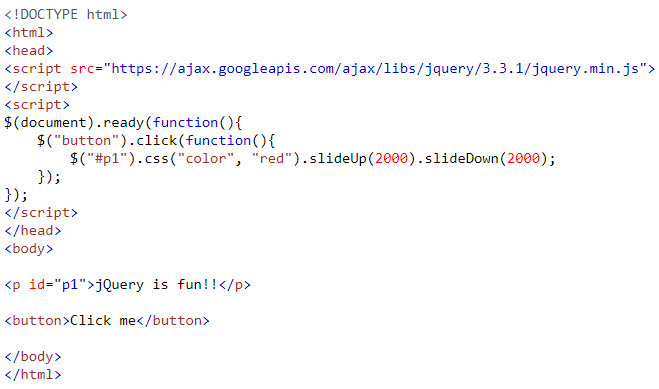 <!DOCTYPE html>
<html>
<head>
<script src="https://ajax.googleapis.com/ajax/libs/jquery/3.3.1/jquery.min.js">
</script>
<script>
$(document).ready(function(){
    $("button").click(function(){
        $("#p1").css("color", "red").slideUp(2000).slideDown(2000);
    });
});
</script>
</head>
<body>
<p id="p1">jQuery is fun!!</p>
<button>Click me</button>
</body>
</html>